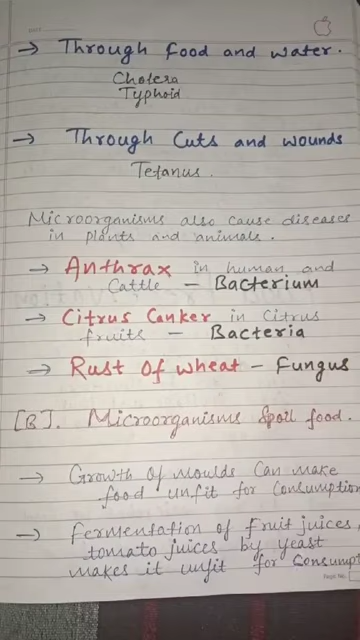 → Through food and water.
Cholera
Typhoid
→ Through Cuts and wounds
Tetanus.
Microorganisms also cause diseases
in plants and animals.
→ Anthrax in human and
Cattle – Bacterium
→ Citrus Canker in Citrus
fruits – Bacteria
→ Rust Of wheat – Fungus
[B]. Microorganisms Spoil food.
→ Growth Of moulds Can make
food unfit for Consumption
→ Fermentation of fruit juices,
tomato juices by yeast
makes it unfit for Consumpt